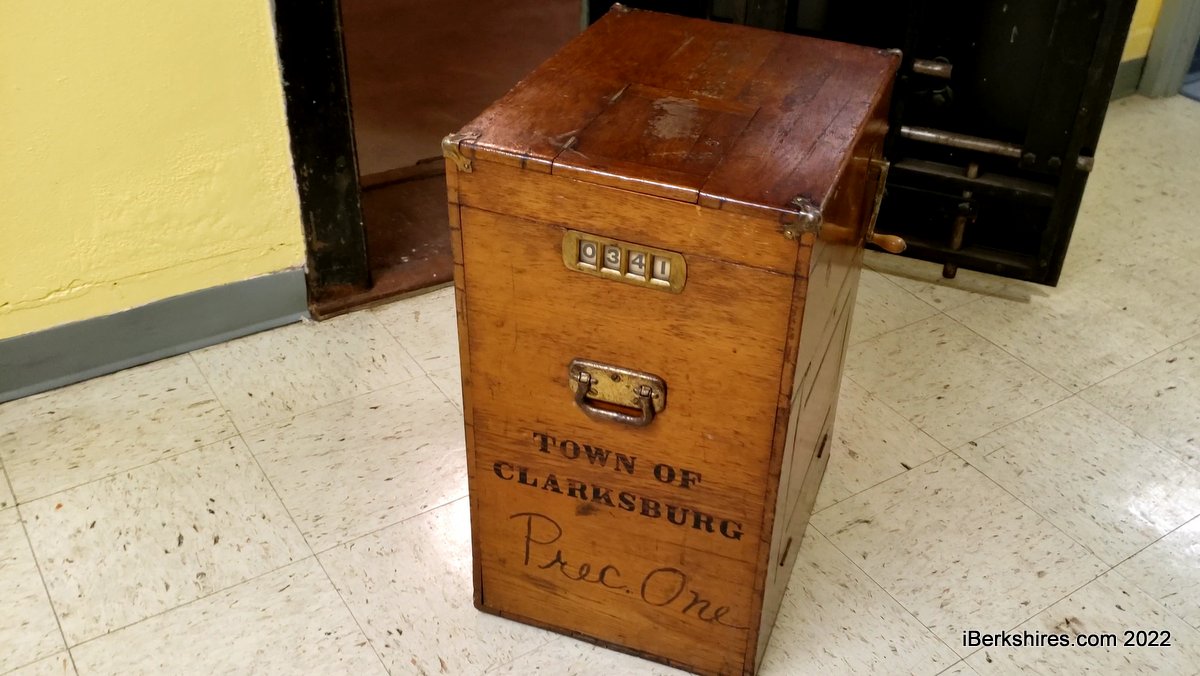 0341
TOWN OF
CLARKSBURG
Prec. One
iBerkshires.com 2022